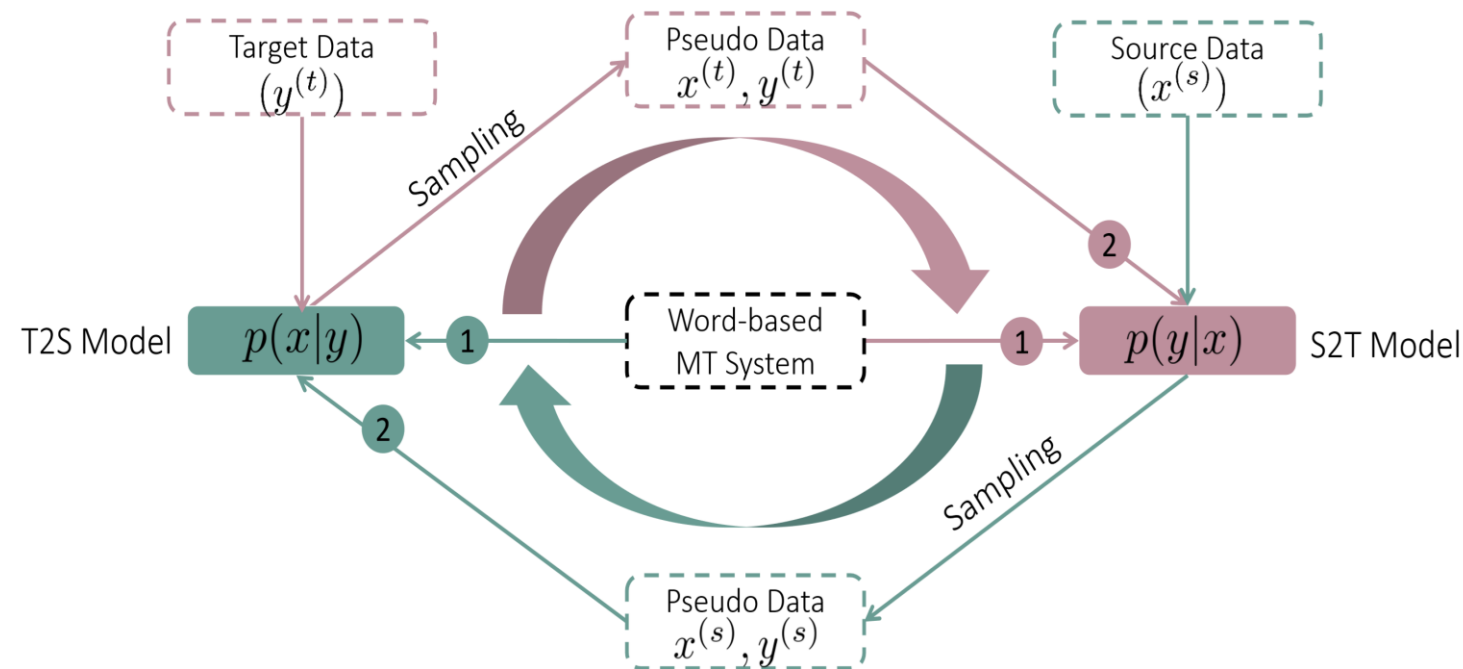 Target Data
(y^(t))
Pseudo Data
x^(t), y^(t)
Source Data
(x^(s))
Sampling
2
T2S Model
p(x|y)
1
Word-based
MT System
1
p(y|x)
S2T Model
2
Sampling
Pseudo Data
x^(s), y^(s)